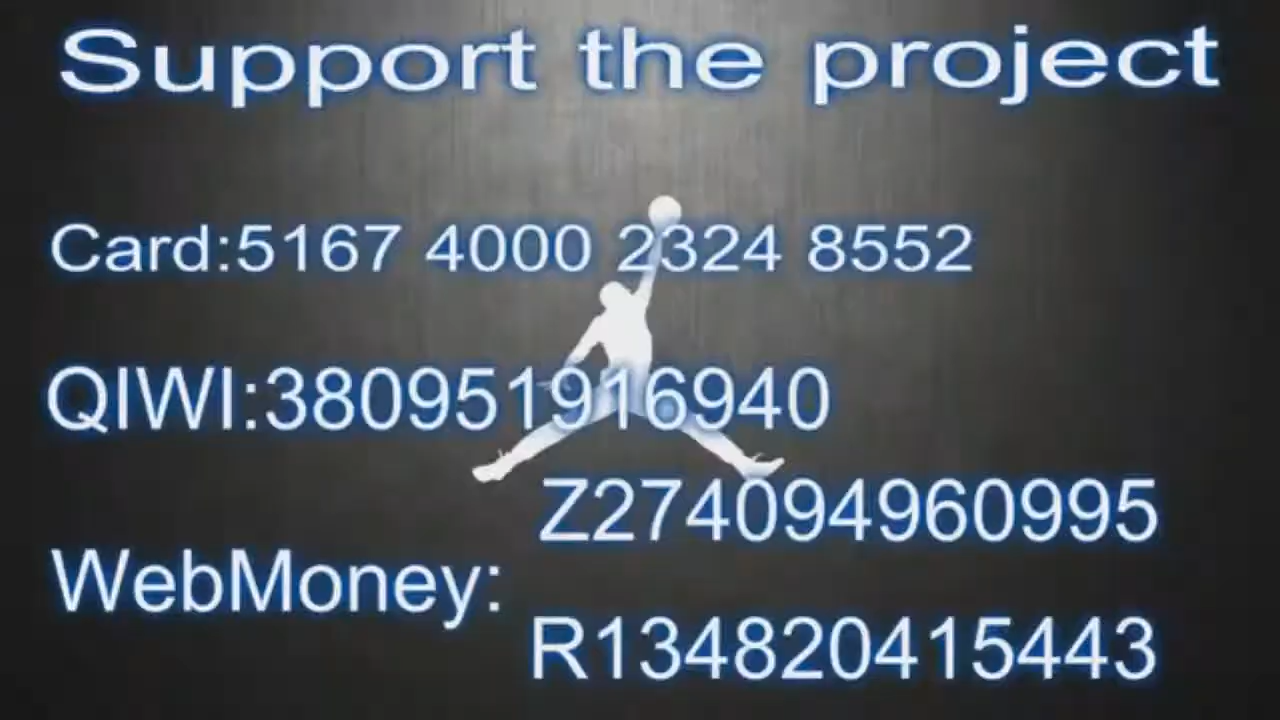 Support the project
Card:5167 4000 2324 8552
QIWI:380951916940
Z274094960995
WebMoney:
R134820415443